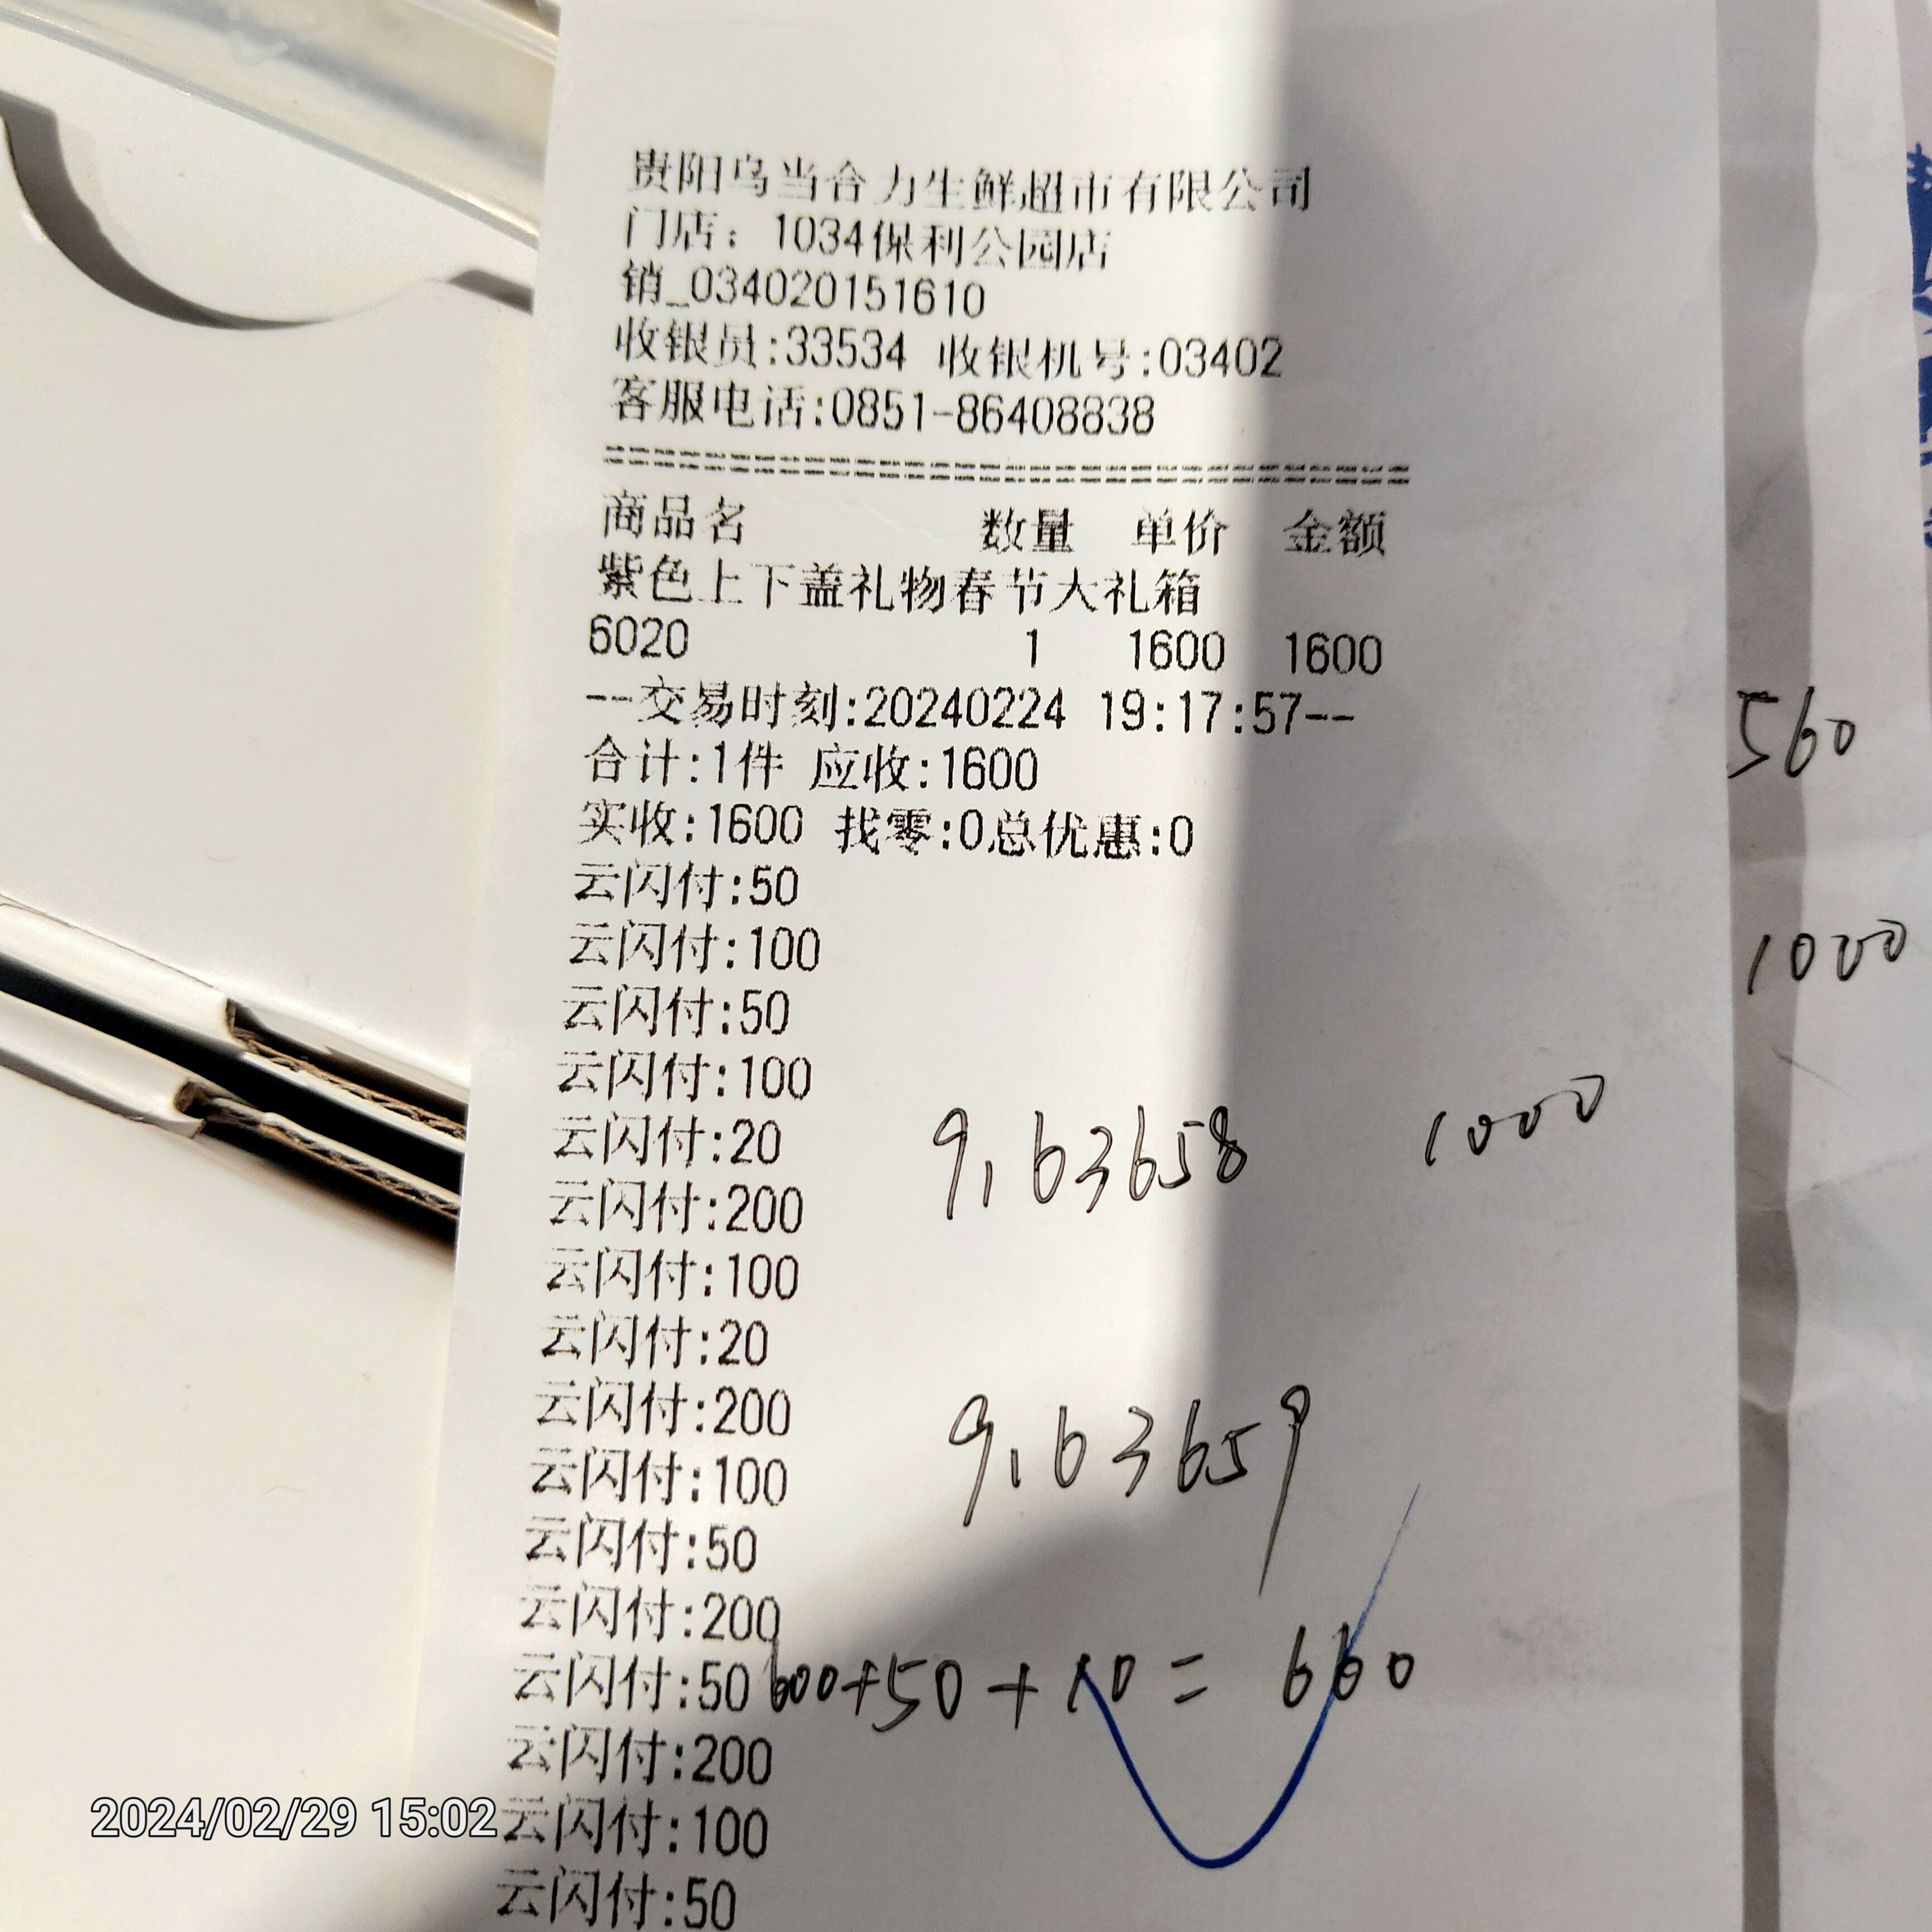 贵阳乌当合力生鲜超市有限公司
门店：1034保利公园店
销_034020151610
收银员:33534 收银机号:03402
客服电话:0851-86408838
商品名 数量 单价 金额
紫色上下盖礼物春节大礼箱
6020 1 1600 1600
--交易时刻:20240224 19:17:57--
560
合计:1件 应收:1600
实收:1600 找零:0总优惠:0
云闪付:50
云闪付:100
1000
云闪付:50
云闪付:100
云闪付:20
9,63658 1000
云闪付:200
云闪付:100
云闪付:20
云闪付:200
云闪付:100
9,63659
云闪付:50
云闪付:200
云闪付:50
600+50+10=660
云闪付:200
云闪付:100
云闪付:50
2024/02/29 15:02